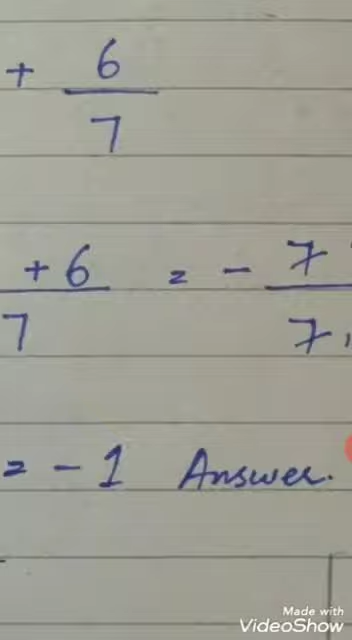 + 6/7
+6/7 = - 7/7
= -1 Answer.
Made with
VideoShow